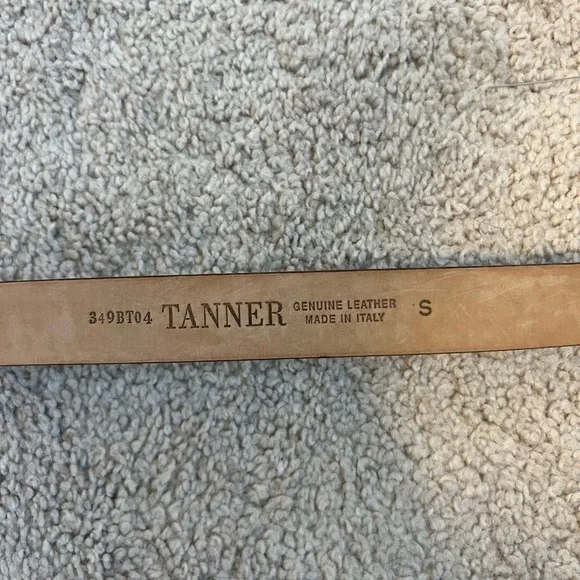 349BT04 TANNER GENUINE LEATHER
MADE IN ITALY S